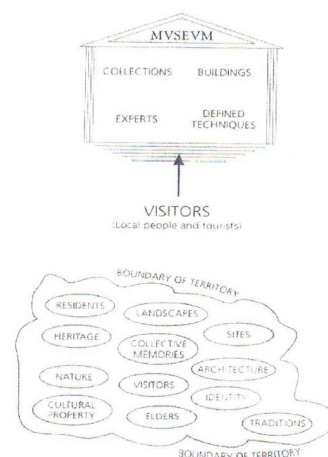 MVSEVM
COLLECTIONS BUILDINGS
EXPERTS DEFINED TECHNIQUES
VISITORS
(Local people and tourists)
BOUNDARY OF TERRITORY
RESIDENTS
LANDSCAPES
HERITAGE
COLLECTIVE
MEMORIES
SITES
NATURE
VISITORS
ARCHITECTURE
IDENTITY
CULTURAL
PROPERTY
ELDERS
TRADITIONS
BOUNDARY OF TERRITORY